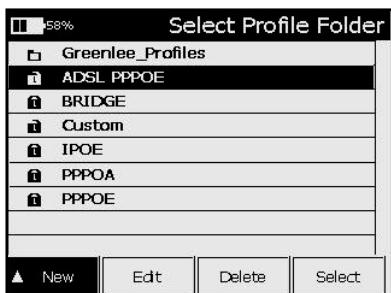 58% Select Profile Folder
Greenlee_Profiles
ADSL PPPOE
BRIDGE
Custom
IPOE
PPPOA
PPPOE
New Edit Delete Select